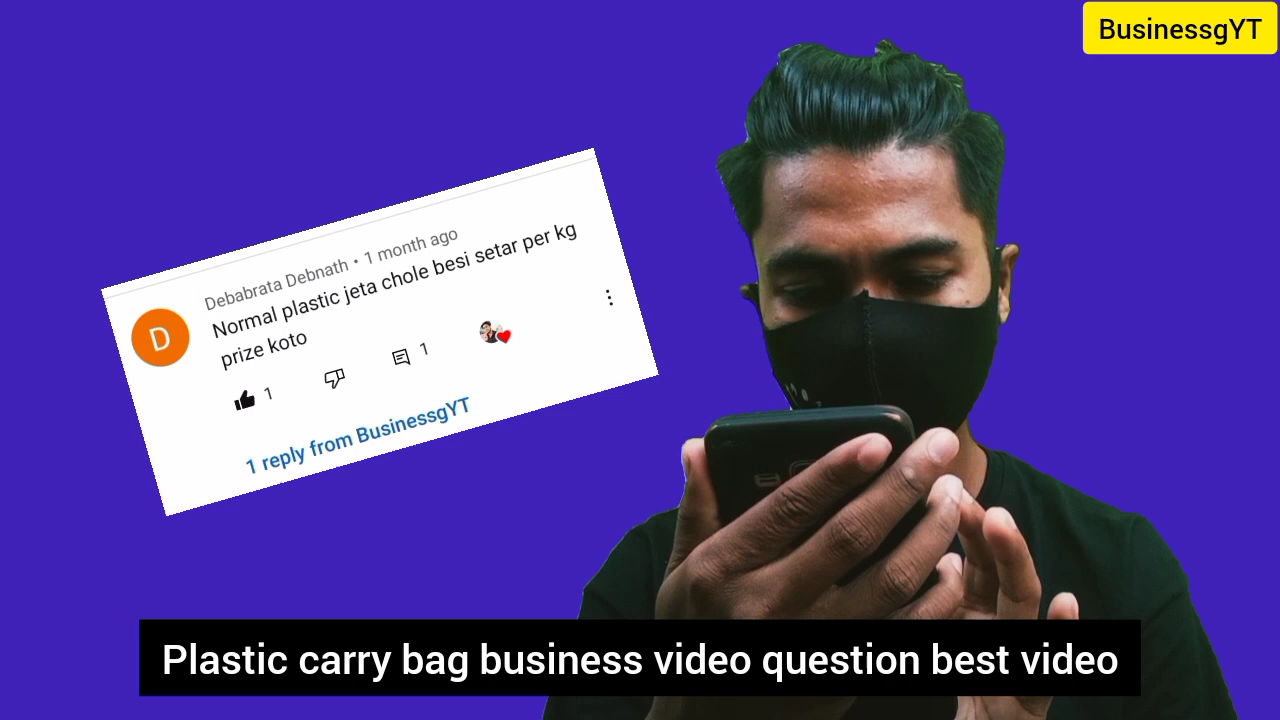 BusinessgYT
Debabrata Debnath • 1 month ago
Normal plastic jeta chole besi setar per kg
prize koto
D
1
1
1 reply from BusinessgYT
Plastic carry bag business video question best video